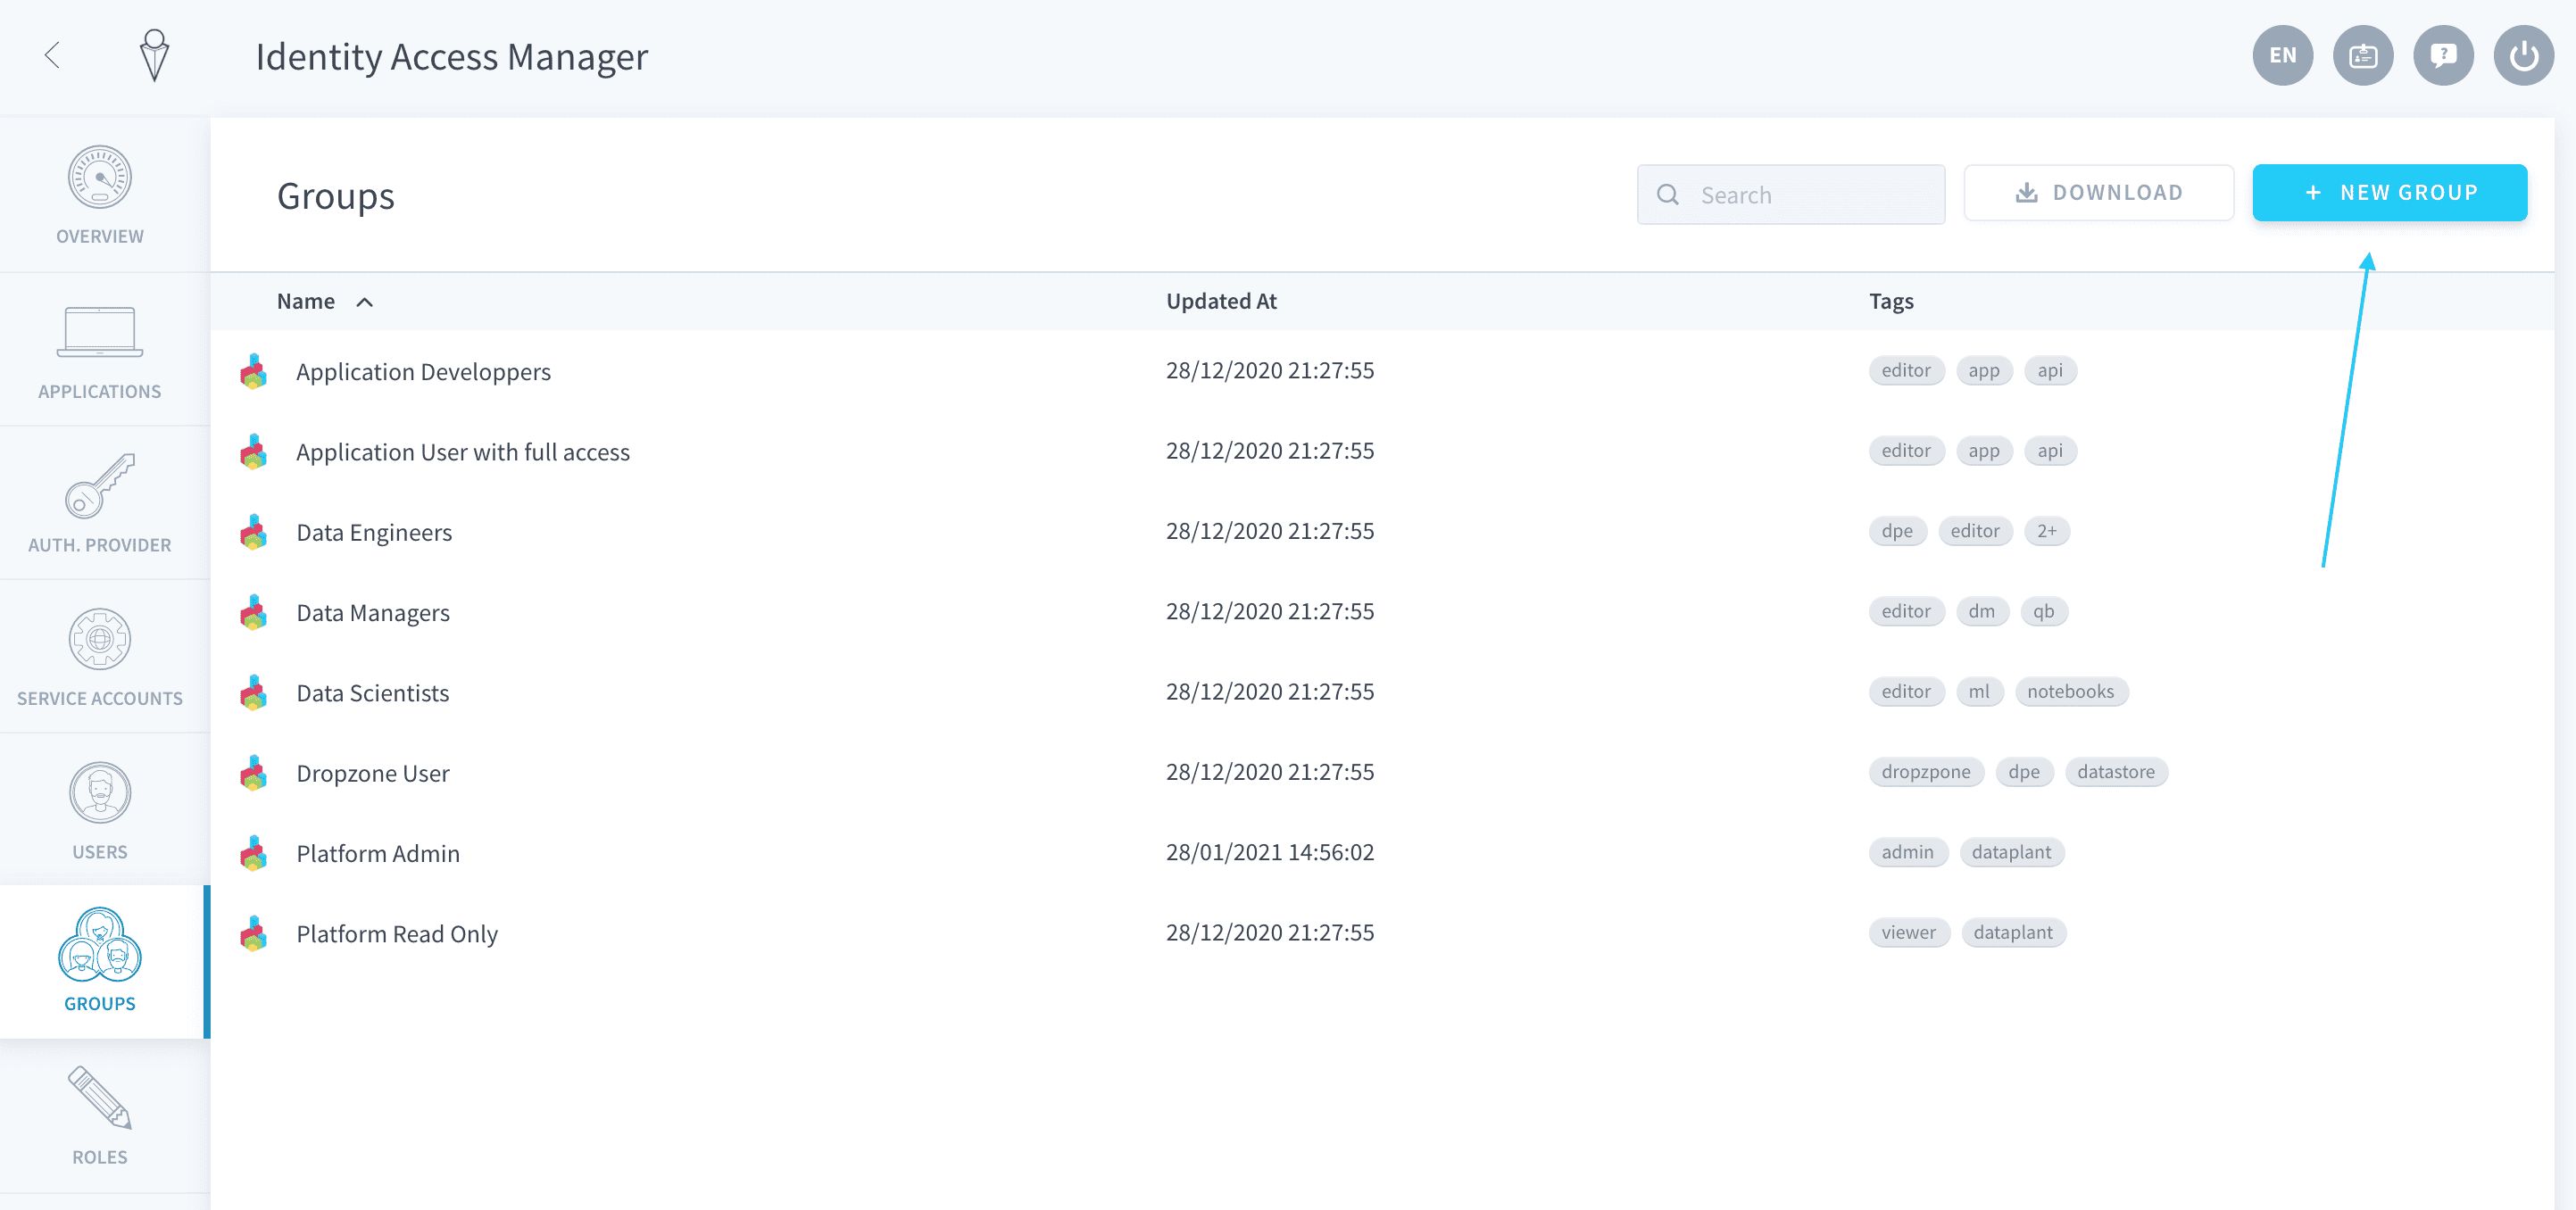 Identity Access Manager
EN
?
OVERVIEW
APPLICATIONS
AUTH. PROVIDER
SERVICE ACCOUNTS
USERS
GROUPS
ROLES
Groups
Search
DOWNLOAD
+ NEW GROUP
Name Updated At Tags
Application Developpers 28/12/2020 21:27:55 editor app api
Application User with full access 28/12/2020 21:27:55 editor app api
Data Engineers 28/12/2020 21:27:55 dpe editor 2+
Data Managers 28/12/2020 21:27:55 editor dm qb
Data Scientists 28/12/2020 21:27:55 editor ml notebooks
Dropzone User 28/12/2020 21:27:55 dropzpone dpe datastore
Platform Admin 28/01/2021 14:56:02 admin dataplant
Platform Read Only 28/12/2020 21:27:55 viewer dataplant